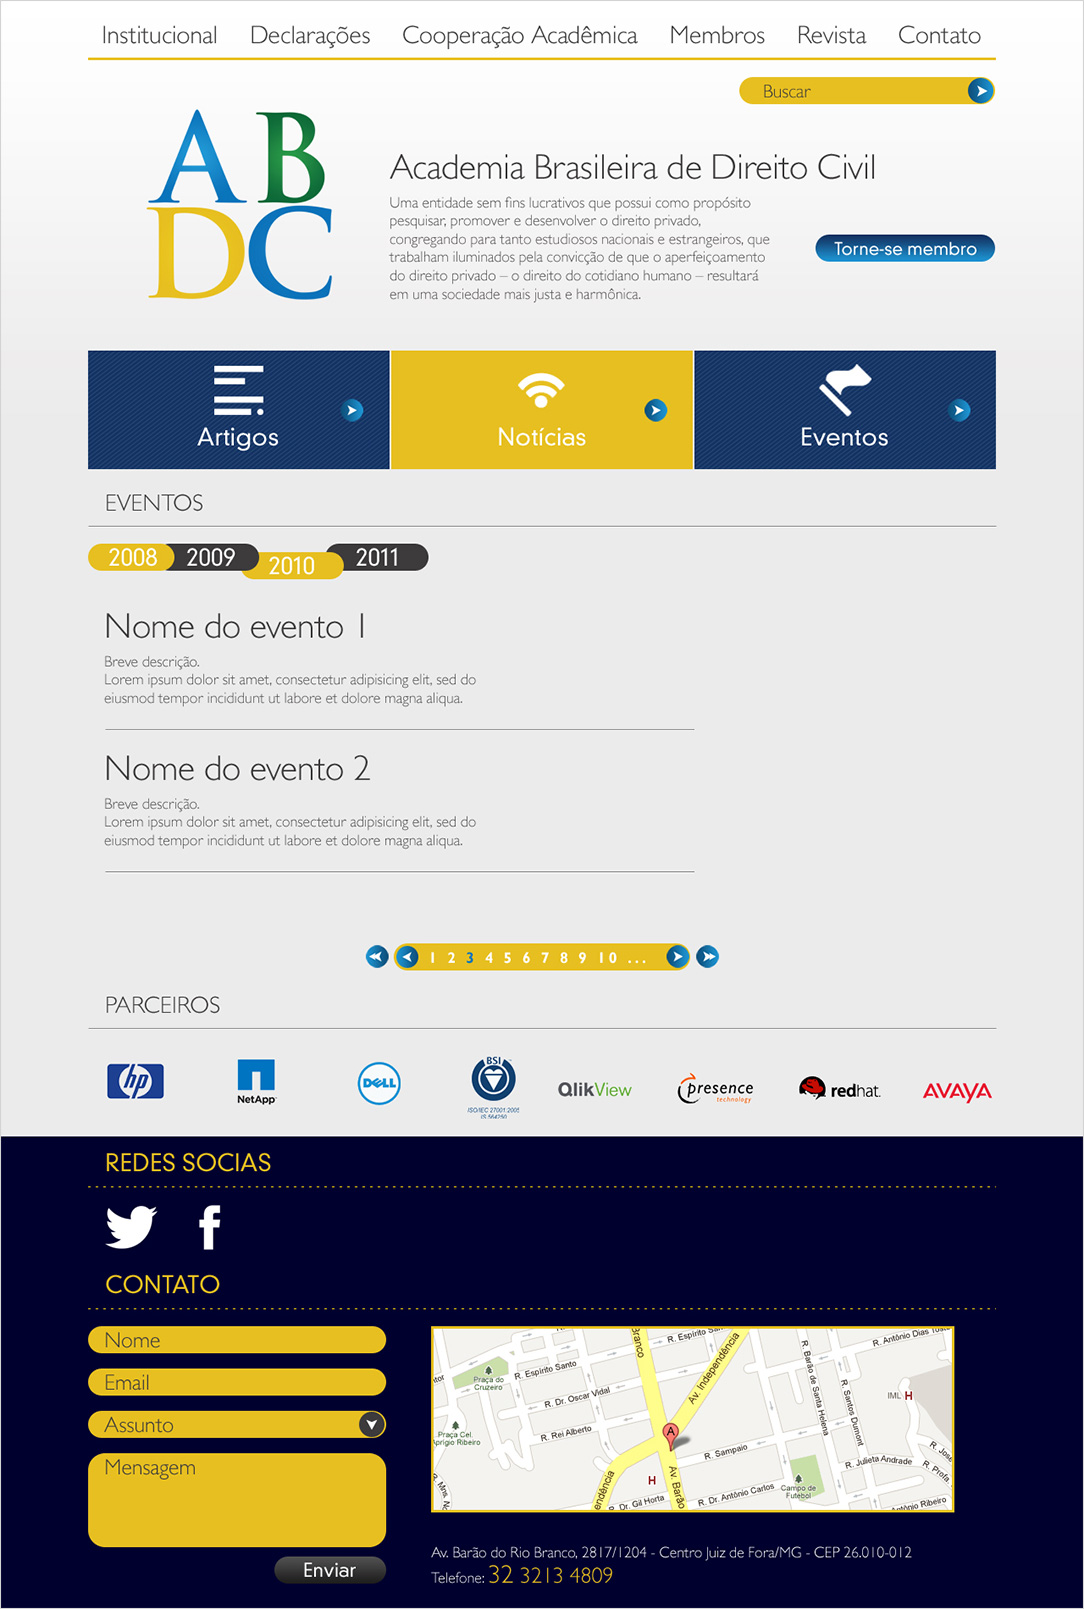 Institucional Declarações Cooperação Acadêmica Membros Revista Contato
Buscar
A B
D C
Academia Brasileira de Direito Civil
Uma entidade sem fins lucrativos que possui como propósito
pesquisar, promover e desenvolver o direito privado,
congregando para tanto estudiosos nacionais e estrangeiros, que
trabalham iluminados pela convicção de que o aperfeiçoamento
do direito privado – o direito do cotidiano humano – resultará
em uma sociedade mais justa e harmônica.
Torne-se membro
Artigos Notícias Eventos
EVENTOS
2008 2009 2010 2011
Nome do evento 1
Breve descrição.
Lorem ipsum dolor sit amet, consectetur adipisicing elit, sed do
eiusmod tempor incididunt ut labore et dolore magna aliqua.
Nome do evento 2
Breve descrição.
Lorem ipsum dolor sit amet, consectetur adipisicing elit, sed do
eiusmod tempor incididunt ut labore et dolore magna aliqua.
1 2 3 4 5 6 7 8 9 10 ...
PARCEIROS
hp
NetApp
DELL
BSI
ISO/IEC 27001:2005
QlikView
presence
technology
redhat.
AVAYA
REDES SOCIAS
CONTATO
Nome
Email
Assunto
Mensagem
Enviar
Branco
R. Espírito San
R. Antônio Dias Toste
R. Espírito Santo
Av. Independência
Praça do
Cruzeiro
R. Dr. Oscar Vidal
R. Barão de Santa Helena
R. Santos Dumont
IML H
Praça Cel.
R. Rei Alberto
A
R. Sampaio
R. Julieta Andrade
R. Jose
R. Profa.
H
Av. Barão
R. Dr. Antônio Carlos
Campo de
Futebol
endência
Dr. Gil Horta
Antônio Ribeiro
Av. Barão do Rio Branco, 2817/1204 - Centro Juiz de Fora/MG - CEP 26.010-012
Telefone: 32 3213 4809